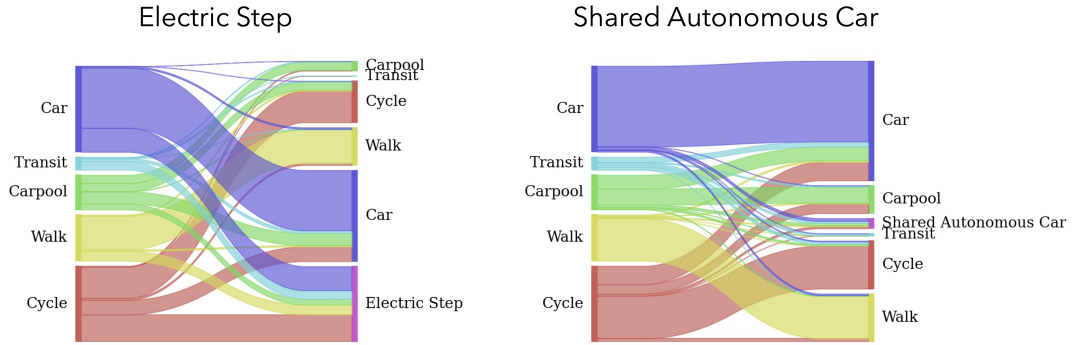 Electric Step
Car
Transit
Carpool
Walk
Cycle
Carpool
Transit
Cycle
Walk
Car
Electric Step
Shared Autonomous Car
Car
Transit
Carpool
Walk
Cycle
Car
Carpool
Shared Autonomous Car
Transit
Cycle
Walk